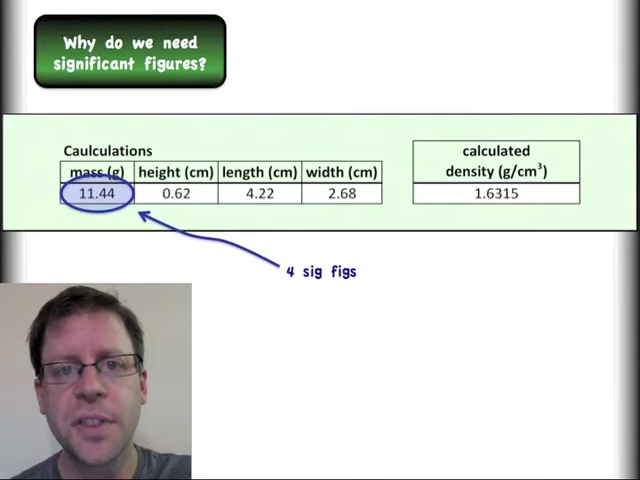 Why do we need
significant figures?
Caulculations
mass (g) height (cm) length (cm) width (cm)
11.44 0.62 4.22 2.68
calculated
density (g/cm³)
1.6315
4 sig figs